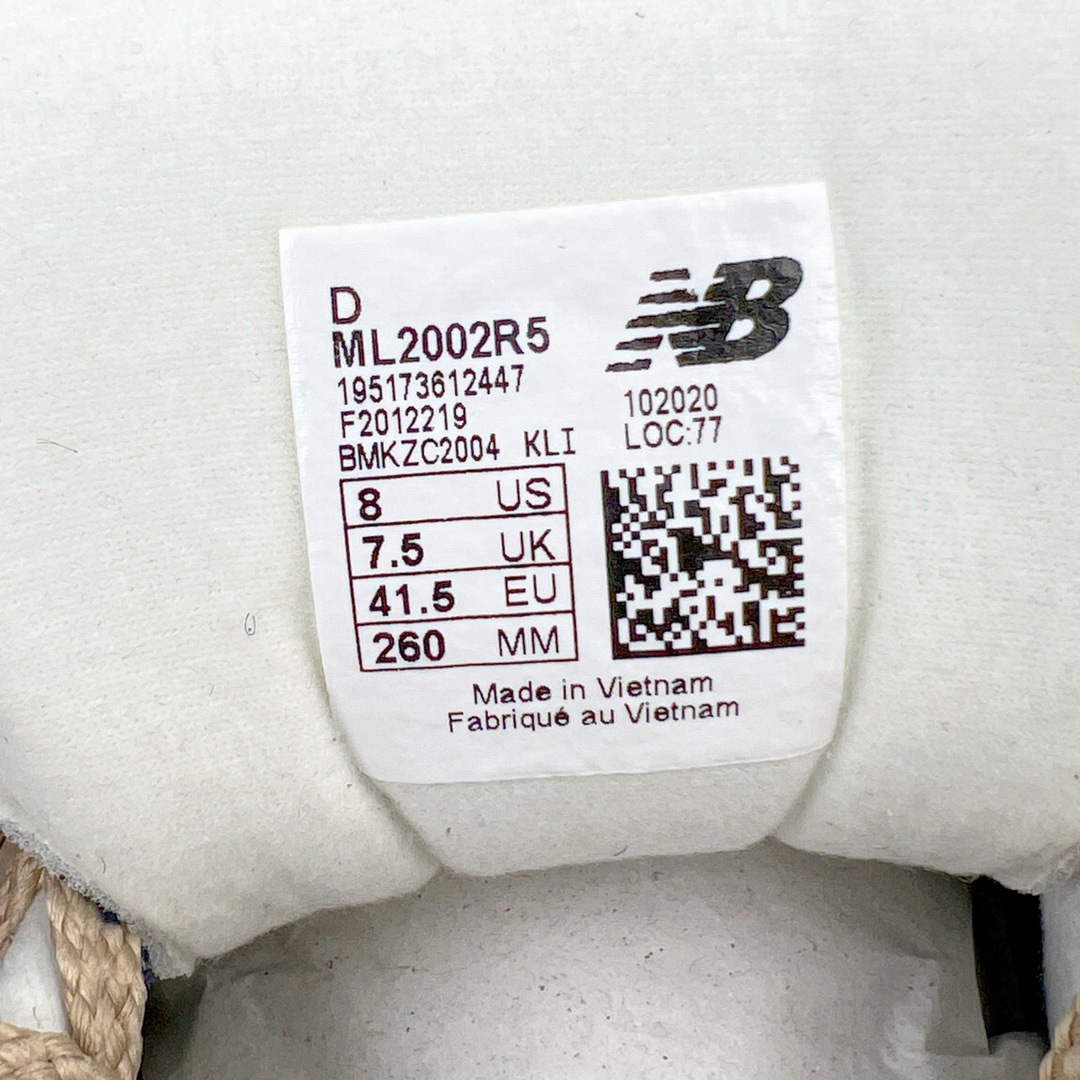 D
ML2002R5
195173612447
F2012219
BMKZC2004 KLI
NB
102020
LOC:77
8 US
7.5 UK
41.5 EU
260 MM
Made in Vietnam
Fabriqué au Vietnam